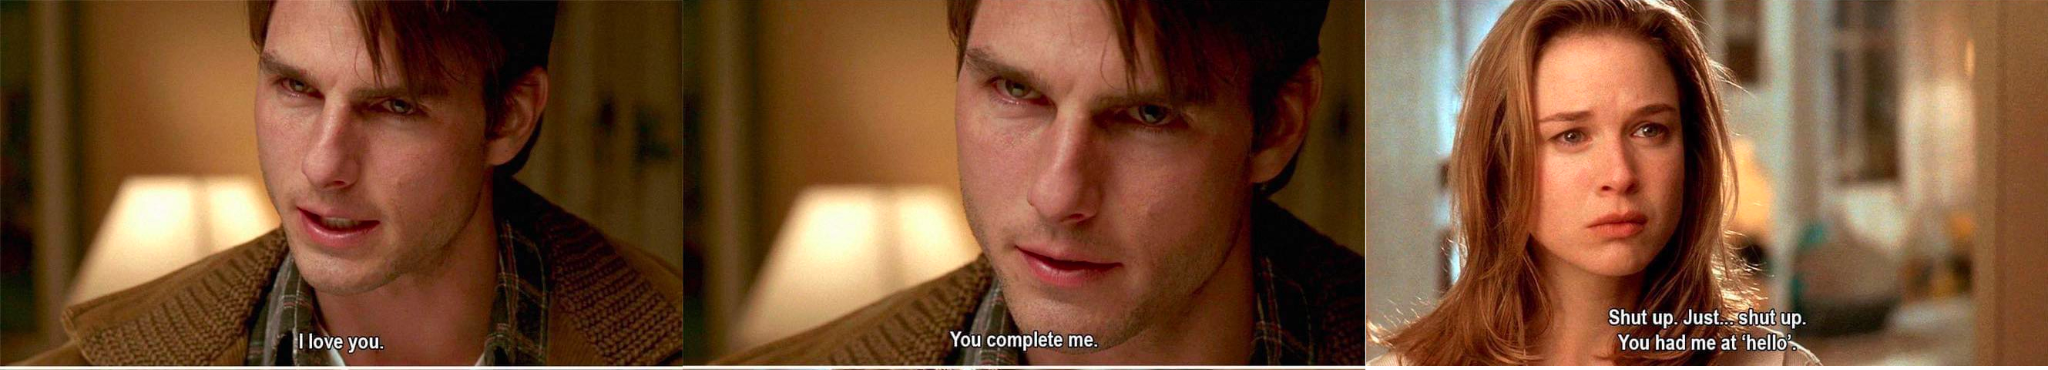 I love you.
You complete me.
Shut up. Just... shut up.
You had me at 'hello'.